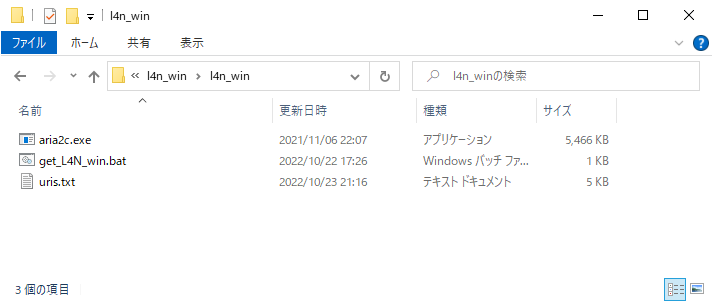 l4n_win
ファイル ホーム 共有 表示
« l4n_win › l4n_win l4n_winの検索
名前 更新日時 種類 サイズ
aria2c.exe 2021/11/06 22:07 アプリケーション 5,466 KB
get_L4N_win.bat 2022/10/22 17:26 Windows バッチ ファ... 1 KB
uris.txt 2022/10/23 21:16 テキスト ドキュメント 5 KB
3 個の項目